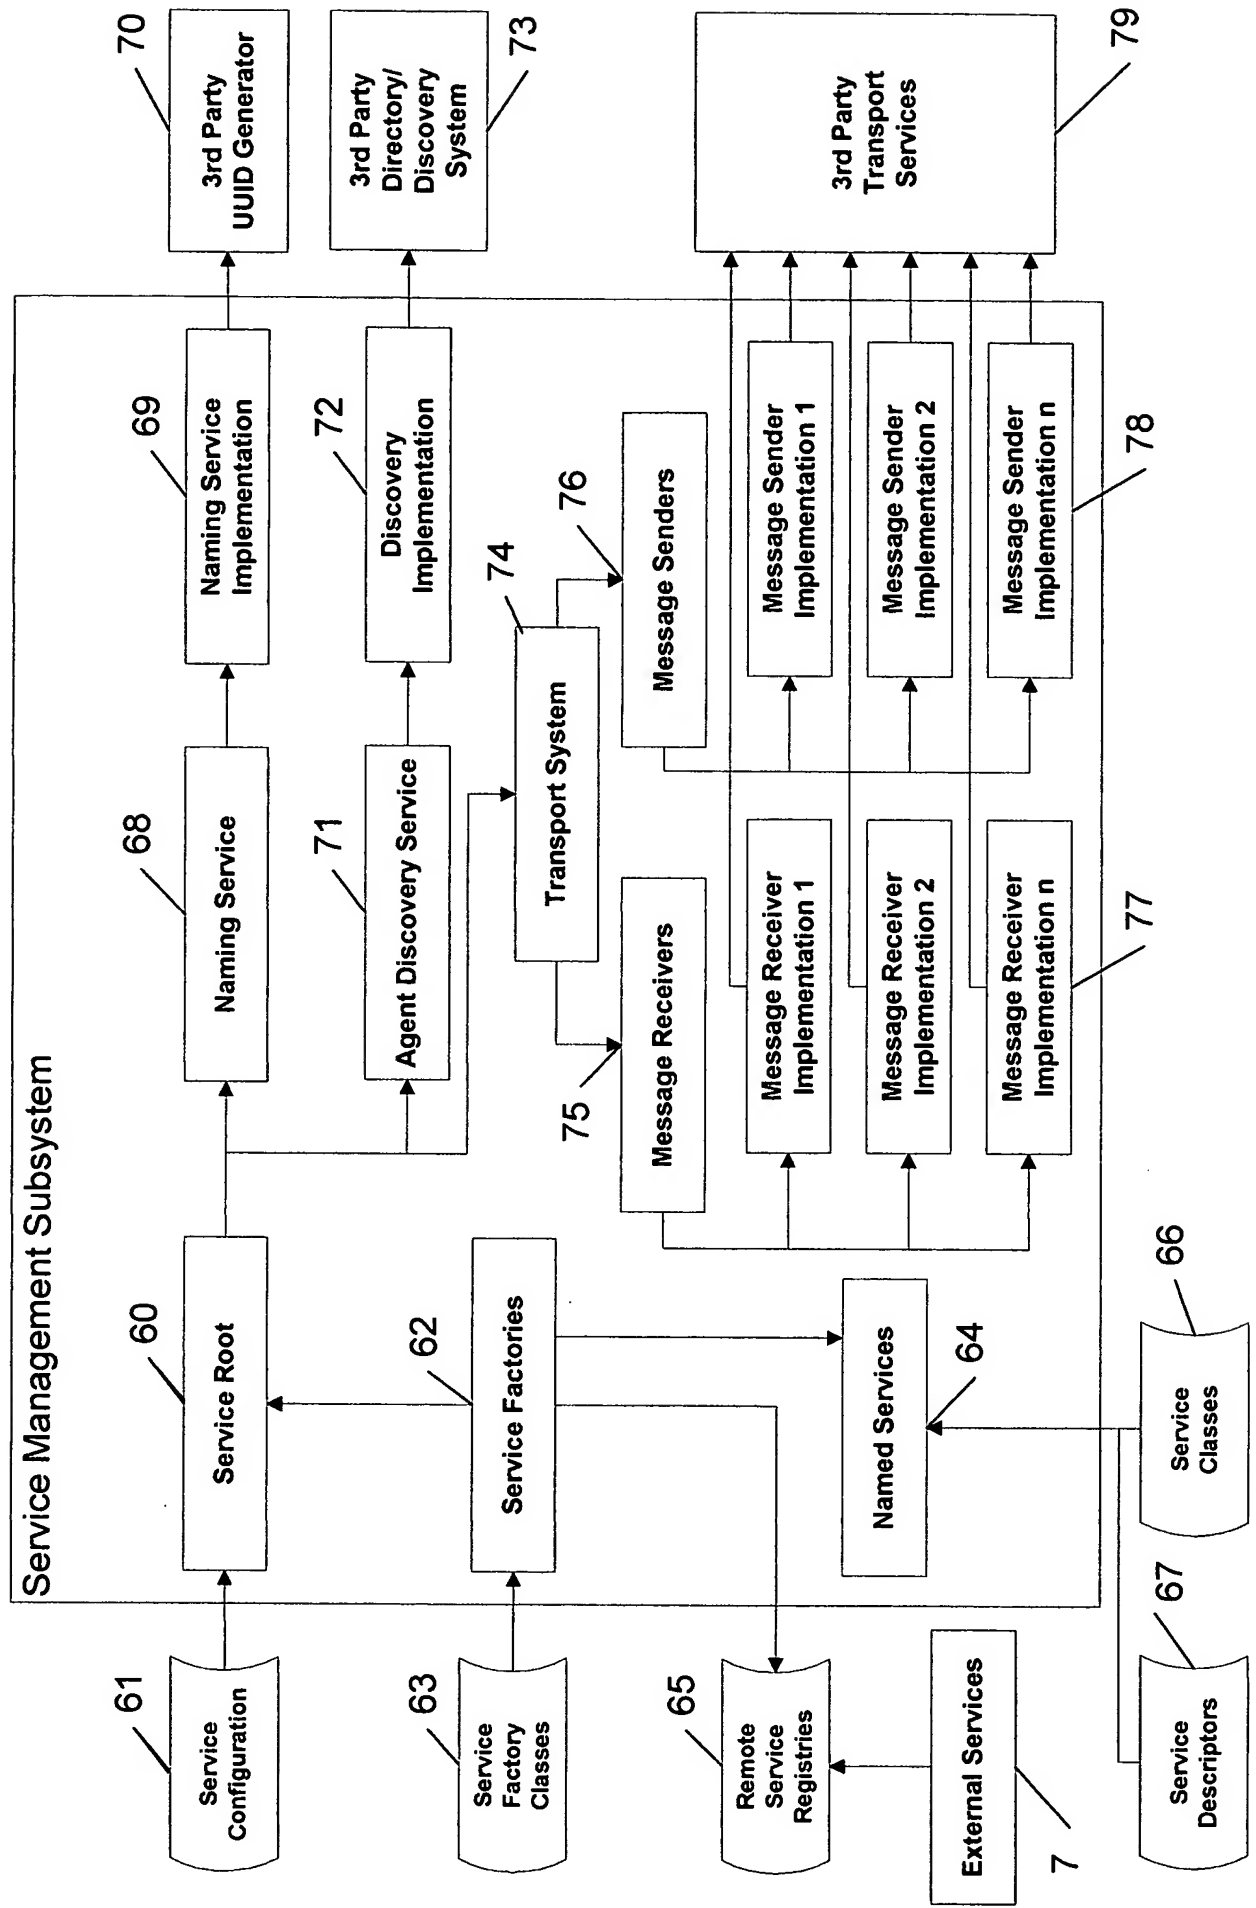 Service Management Subsystem
61
Service
Configuration
60
Service Root
68
Naming Service
69
Naming Service
Implementation
70
3rd Party
UUID Generator
71
Agent Discovery Service
72
Discovery
Implementation
73
3rd Party
Directory/
Discovery
System
63
Service
Factory
Classes
62
Service Factories
74
Transport System
75
Message Receivers
76
Message Senders
65
Remote
Service
Registries
64
Named Services
Message Receiver
Implementation 1
Message Receiver
Implementation 2
Message Receiver
Implementation n
77
Message Sender
Implementation 1
Message Sender
Implementation 2
Message Sender
Implementation n
78
3rd Party
Transport
Services
79
External Services
7
67
Service
Descriptors
66
Service
Classes